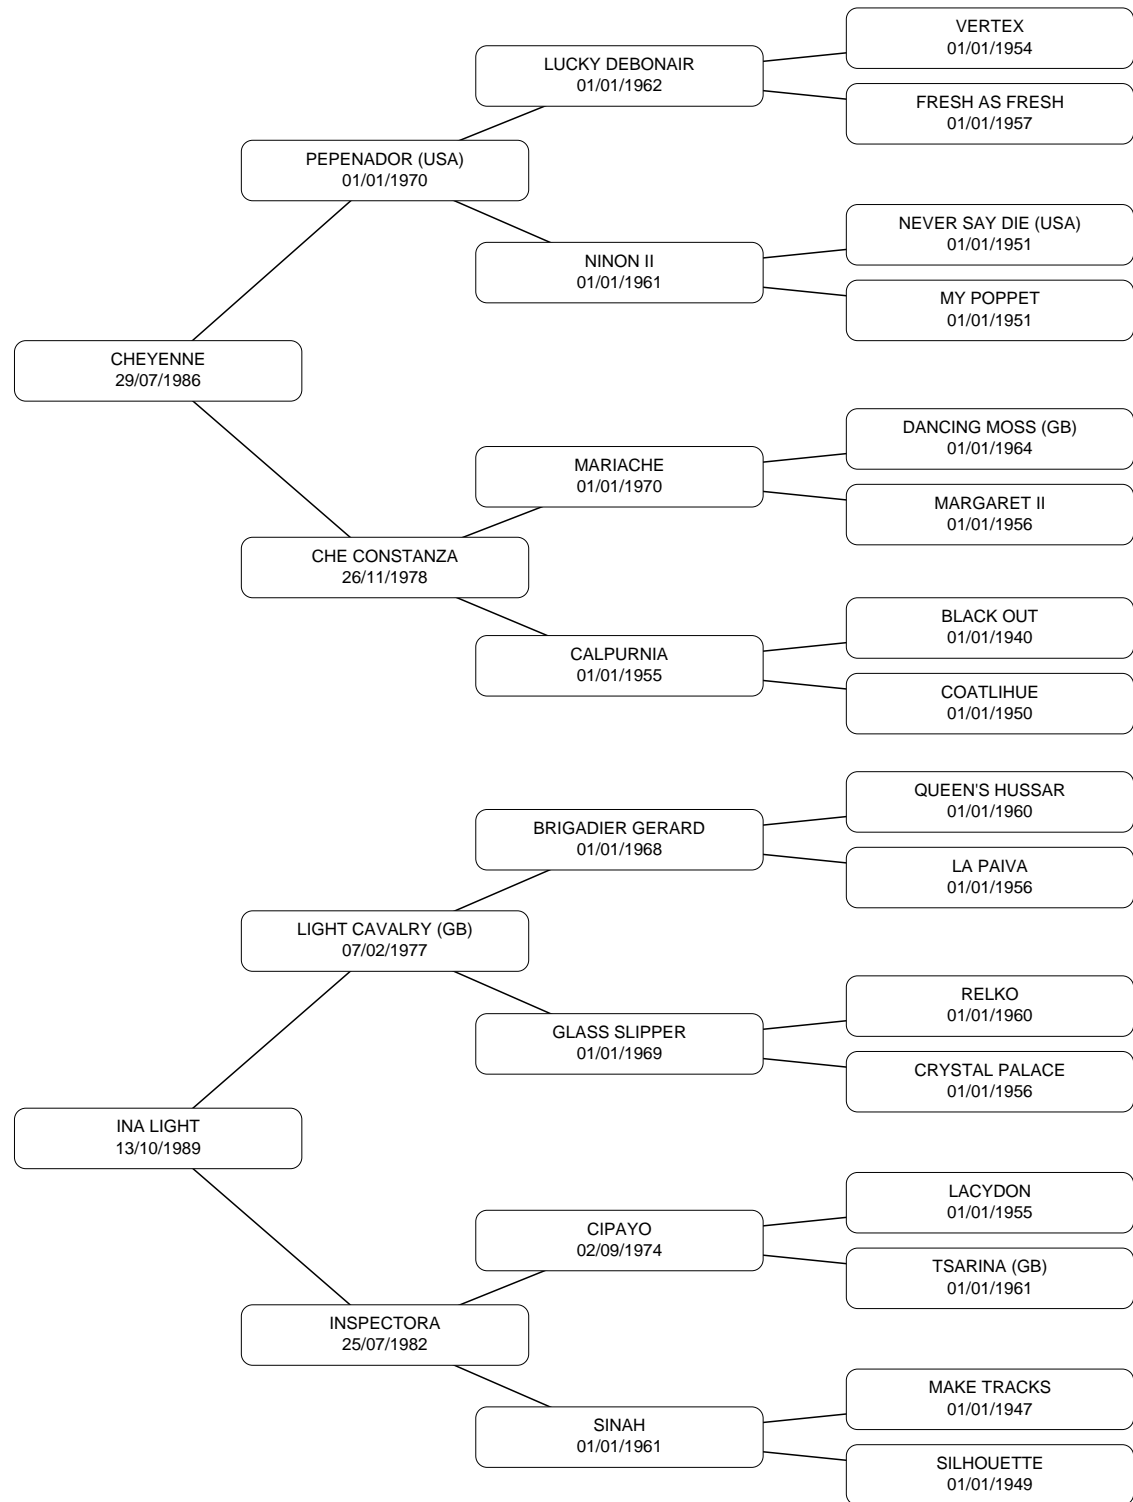 VERTEX
01/01/1954
LUCKY DEBONAIR
01/01/1962
FRESH AS FRESH
01/01/1957
PEPENADOR (USA)
01/01/1970
NEVER SAY DIE (USA)
01/01/1951
NINON II
01/01/1961
MY POPPET
01/01/1951
CHEYENNE
29/07/1986
DANCING MOSS (GB)
01/01/1964
MARIACHE
01/01/1970
MARGARET II
01/01/1956
CHE CONSTANZA
26/11/1978
BLACK OUT
01/01/1940
CALPURNIA
01/01/1955
COATLIHUE
01/01/1950
QUEEN'S HUSSAR
01/01/1960
BRIGADIER GERARD
01/01/1968
LA PAIVA
01/01/1956
LIGHT CAVALRY (GB)
07/02/1977
RELKO
01/01/1960
GLASS SLIPPER
01/01/1969
CRYSTAL PALACE
01/01/1956
INA LIGHT
13/10/1989
LACYDON
01/01/1955
CIPAYO
02/09/1974
TSARINA (GB)
01/01/1961
INSPECTORA
25/07/1982
MAKE TRACKS
01/01/1947
SINAH
01/01/1961
SILHOUETTE
01/01/1949